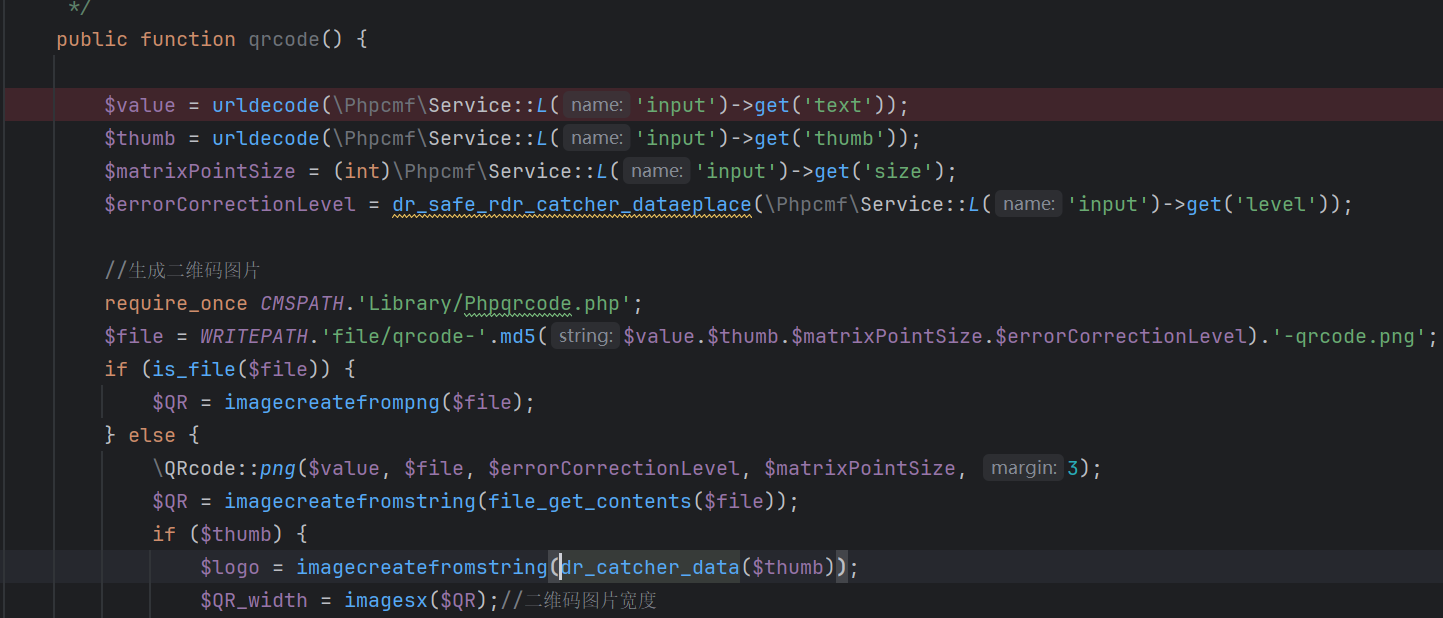 */
public function qrcode() {
$value = urldecode(\Phpcmf\Service::L( name: 'input')->get('text'));
$thumb = urldecode(\Phpcmf\Service::L( name: 'input')->get('thumb'));
$matrixPointSize = (int)\Phpcmf\Service::L( name: 'input')->get('size');
$errorCorrectionLevel = dr_safe_rdr_catcher_dataeplace(\Phpcmf\Service::L( name: 'input')->get('level'));
//生成二维码图片
require_once CMSPATH.'Library/Phpqrcode.php';
$file = WRITEPATH.'file/qrcode-'.md5( string: $value.$thumb.$matrixPointSize.$errorCorrectionLevel).'-qrcode.png';
if (is_file($file)) {
$QR = imagecreatefrompng($file);
} else {
\QRcode::png($value, $file, $errorCorrectionLevel, $matrixPointSize, margin: 3);
$QR = imagecreatefromstring(file_get_contents($file));
if ($thumb) {
$logo = imagecreatefromstring(dr_catcher_data($thumb));
$QR_width = imagesx($QR);//二维码图片宽度